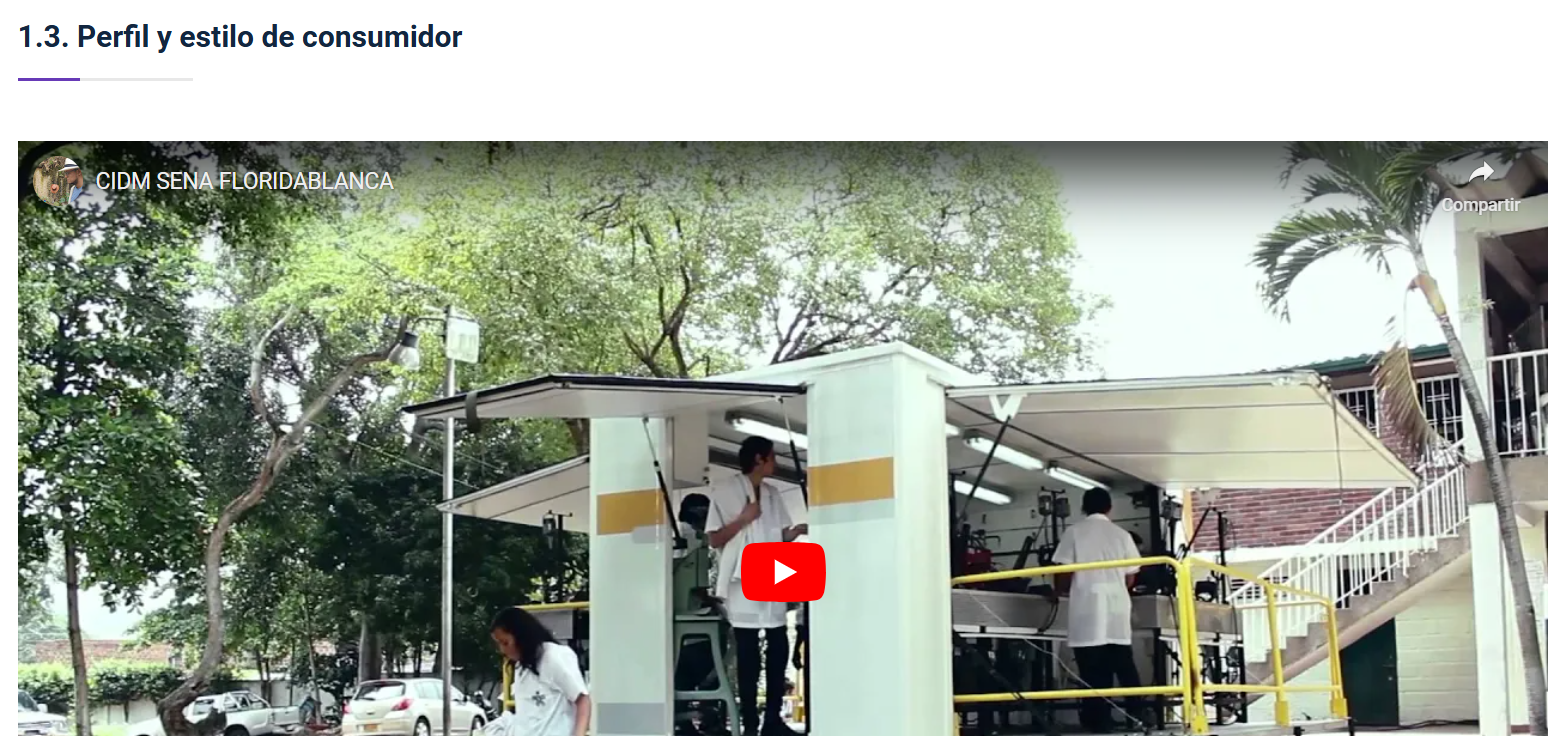 1.3. Perfil y estilo de consumidor
CIDM SENA FLORIDABLANCA
Compartir